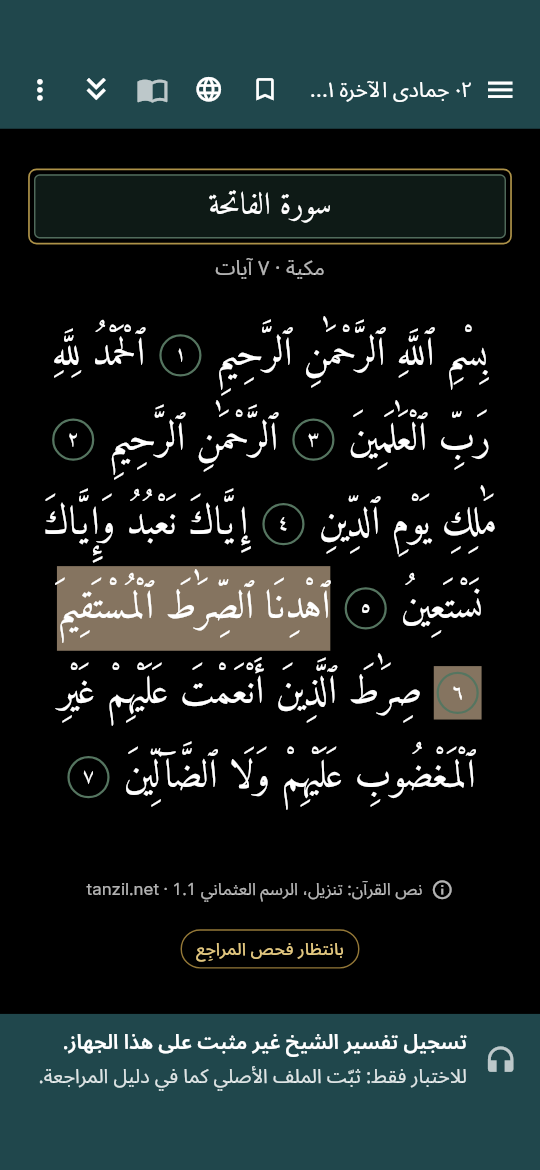 ٠٢ جمادى الآخرة ١...
سورة الفاتحة
مكية · ٧ آيات
بِسْمِ ٱللَّهِ ٱلرَّحْمَٰنِ ٱلرَّحِيمِ ١ ٱلْحَمْدُ لِلَّهِ
رَبِّ ٱلْعَٰلَمِينَ ٣ ٱلرَّحْمَٰنِ ٱلرَّحِيمِ ٢
مَٰلِكِ يَوْمِ ٱلدِّينِ ٤ إِيَّاكَ نَعْبُدُ وَإِيَّاكَ
نَسْتَعِينُ ٥ ٱهْدِنَا ٱلصِّرَٰطَ ٱلْمُسْتَقِيمَ
٦ صِرَٰطَ ٱلَّذِينَ أَنْعَمْتَ عَلَيْهِمْ غَيْرِ
ٱلْمَغْضُوبِ عَلَيْهِمْ وَلَا ٱلضَّآلِّينَ ٧
نص القرآن: تنزيل، الرسم العثماني 1.1 · tanzil.net
بانتظار فحص المراجِع
تسجيل تفسير الشيخ غير مثبت على هذا الجهاز.
للاختبار فقط: ثبّت الملف الأصلي كما في دليل المراجعة.